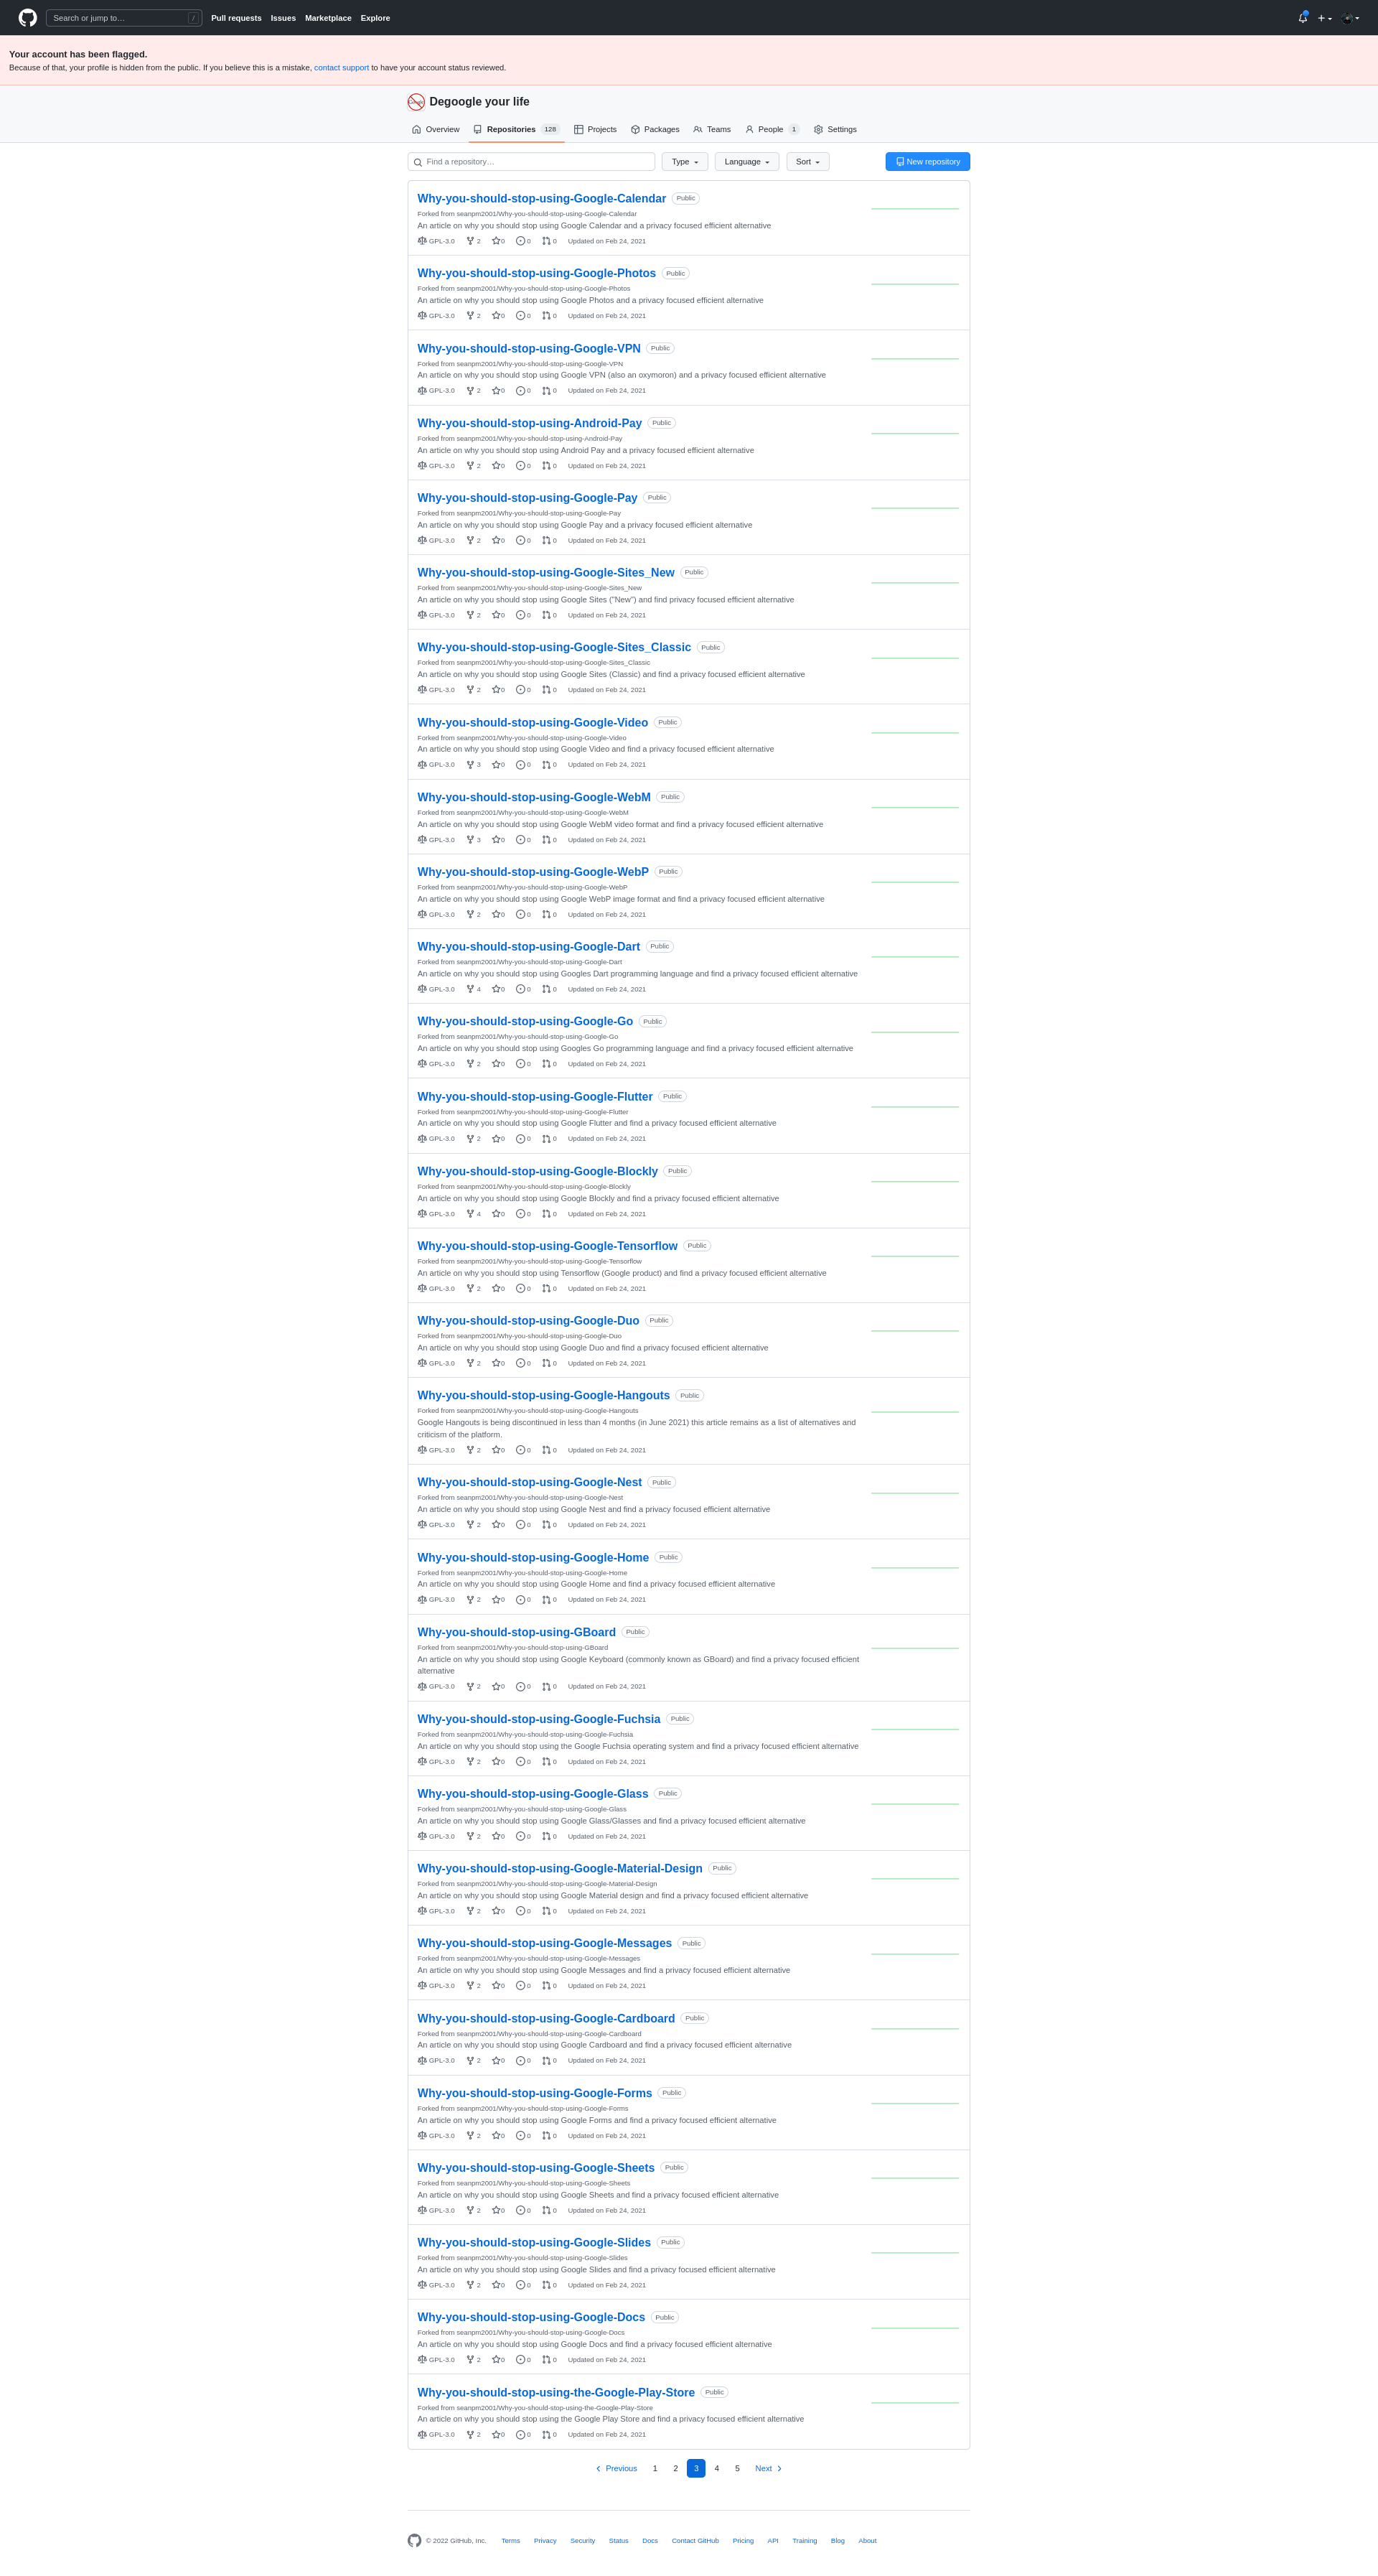 Search or jump to… /
Pull requests Issues Marketplace Explore
Your account has been flagged.
Because of that, your profile is hidden from the public. If you believe this is a mistake, contact support to have your account status reviewed.
Degoogle your life
Overview Repositories 128 Projects Packages Teams People 1 Settings
Find a repository… Type Language Sort New repository
Why-you-should-stop-using-Google-Calendar Public
Forked from seanpm2001/Why-you-should-stop-using-Google-Calendar
An article on why you should stop using Google Calendar and a privacy focused efficient alternative
GPL-3.0 2 0 0 0 Updated on Feb 24, 2021
Why-you-should-stop-using-Google-Photos Public
Forked from seanpm2001/Why-you-should-stop-using-Google-Photos
An article on why you should stop using Google Photos and a privacy focused efficient alternative
GPL-3.0 2 0 0 0 Updated on Feb 24, 2021
Why-you-should-stop-using-Google-VPN Public
Forked from seanpm2001/Why-you-should-stop-using-Google-VPN
An article on why you should stop using Google VPN (also an oxymoron) and a privacy focused efficient alternative
GPL-3.0 2 0 0 0 Updated on Feb 24, 2021
Why-you-should-stop-using-Android-Pay Public
Forked from seanpm2001/Why-you-should-stop-using-Android-Pay
An article on why you should stop using Android Pay and a privacy focused efficient alternative
GPL-3.0 2 0 0 0 Updated on Feb 24, 2021
Why-you-should-stop-using-Google-Pay Public
Forked from seanpm2001/Why-you-should-stop-using-Google-Pay
An article on why you should stop using Google Pay and a privacy focused efficient alternative
GPL-3.0 2 0 0 0 Updated on Feb 24, 2021
Why-you-should-stop-using-Google-Sites_New Public
Forked from seanpm2001/Why-you-should-stop-using-Google-Sites_New
An article on why you should stop using Google Sites ("New") and find privacy focused efficient alternative
GPL-3.0 2 0 0 0 Updated on Feb 24, 2021
Why-you-should-stop-using-Google-Sites_Classic Public
Forked from seanpm2001/Why-you-should-stop-using-Google-Sites_Classic
An article on why you should stop using Google Sites (Classic) and find a privacy focused efficient alternative
GPL-3.0 2 0 0 0 Updated on Feb 24, 2021
Why-you-should-stop-using-Google-Video Public
Forked from seanpm2001/Why-you-should-stop-using-Google-Video
An article on why you should stop using Google Video and find a privacy focused efficient alternative
GPL-3.0 3 0 0 0 Updated on Feb 24, 2021
Why-you-should-stop-using-Google-WebM Public
Forked from seanpm2001/Why-you-should-stop-using-Google-WebM
An article on why you should stop using Google WebM video format and find a privacy focused efficient alternative
GPL-3.0 3 0 0 0 Updated on Feb 24, 2021
Why-you-should-stop-using-Google-WebP Public
Forked from seanpm2001/Why-you-should-stop-using-Google-WebP
An article on why you should stop using Google WebP image format and find a privacy focused efficient alternative
GPL-3.0 2 0 0 0 Updated on Feb 24, 2021
Why-you-should-stop-using-Google-Dart Public
Forked from seanpm2001/Why-you-should-stop-using-Google-Dart
An article on why you should stop using Googles Dart programming language and find a privacy focused efficient alternative
GPL-3.0 4 0 0 0 Updated on Feb 24, 2021
Why-you-should-stop-using-Google-Go Public
Forked from seanpm2001/Why-you-should-stop-using-Google-Go
An article on why you should stop using Googles Go programming language and find a privacy focused efficient alternative
GPL-3.0 2 0 0 0 Updated on Feb 24, 2021
Why-you-should-stop-using-Google-Flutter Public
Forked from seanpm2001/Why-you-should-stop-using-Google-Flutter
An article on why you should stop using Google Flutter and find a privacy focused efficient alternative
GPL-3.0 2 0 0 0 Updated on Feb 24, 2021
Why-you-should-stop-using-Google-Blockly Public
Forked from seanpm2001/Why-you-should-stop-using-Google-Blockly
An article on why you should stop using Google Blockly and find a privacy focused efficient alternative
GPL-3.0 4 0 0 0 Updated on Feb 24, 2021
Why-you-should-stop-using-Google-Tensorflow Public
Forked from seanpm2001/Why-you-should-stop-using-Google-Tensorflow
An article on why you should stop using Tensorflow (Google product) and find a privacy focused efficient alternative
GPL-3.0 2 0 0 0 Updated on Feb 24, 2021
Why-you-should-stop-using-Google-Duo Public
Forked from seanpm2001/Why-you-should-stop-using-Google-Duo
An article on why you should stop using Google Duo and find a privacy focused efficient alternative
GPL-3.0 2 0 0 0 Updated on Feb 24, 2021
Why-you-should-stop-using-Google-Hangouts Public
Forked from seanpm2001/Why-you-should-stop-using-Google-Hangouts
Google Hangouts is being discontinued in less than 4 months (in June 2021) this article remains as a list of alternatives and
criticism of the platform.
GPL-3.0 2 0 0 0 Updated on Feb 24, 2021
Why-you-should-stop-using-Google-Nest Public
Forked from seanpm2001/Why-you-should-stop-using-Google-Nest
An article on why you should stop using Google Nest and find a privacy focused efficient alternative
GPL-3.0 2 0 0 0 Updated on Feb 24, 2021
Why-you-should-stop-using-Google-Home Public
Forked from seanpm2001/Why-you-should-stop-using-Google-Home
An article on why you should stop using Google Home and find a privacy focused efficient alternative
GPL-3.0 2 0 0 0 Updated on Feb 24, 2021
Why-you-should-stop-using-GBoard Public
Forked from seanpm2001/Why-you-should-stop-using-GBoard
An article on why you should stop using Google Keyboard (commonly known as GBoard) and find a privacy focused efficient
alternative
GPL-3.0 2 0 0 0 Updated on Feb 24, 2021
Why-you-should-stop-using-Google-Fuchsia Public
Forked from seanpm2001/Why-you-should-stop-using-Google-Fuchsia
An article on why you should stop using the Google Fuchsia operating system and find a privacy focused efficient alternative
GPL-3.0 2 0 0 0 Updated on Feb 24, 2021
Why-you-should-stop-using-Google-Glass Public
Forked from seanpm2001/Why-you-should-stop-using-Google-Glass
An article on why you should stop using Google Glass/Glasses and find a privacy focused efficient alternative
GPL-3.0 2 0 0 0 Updated on Feb 24, 2021
Why-you-should-stop-using-Google-Material-Design Public
Forked from seanpm2001/Why-you-should-stop-using-Google-Material-Design
An article on why you should stop using Google Material design and find a privacy focused efficient alternative
GPL-3.0 2 0 0 0 Updated on Feb 24, 2021
Why-you-should-stop-using-Google-Messages Public
Forked from seanpm2001/Why-you-should-stop-using-Google-Messages
An article on why you should stop using Google Messages and find a privacy focused efficient alternative
GPL-3.0 2 0 0 0 Updated on Feb 24, 2021
Why-you-should-stop-using-Google-Cardboard Public
Forked from seanpm2001/Why-you-should-stop-using-Google-Cardboard
An article on why you should stop using Google Cardboard and find a privacy focused efficient alternative
GPL-3.0 2 0 0 0 Updated on Feb 24, 2021
Why-you-should-stop-using-Google-Forms Public
Forked from seanpm2001/Why-you-should-stop-using-Google-Forms
An article on why you should stop using Google Forms and find a privacy focused efficient alternative
GPL-3.0 2 0 0 0 Updated on Feb 24, 2021
Why-you-should-stop-using-Google-Sheets Public
Forked from seanpm2001/Why-you-should-stop-using-Google-Sheets
An article on why you should stop using Google Sheets and find a privacy focused efficient alternative
GPL-3.0 2 0 0 0 Updated on Feb 24, 2021
Why-you-should-stop-using-Google-Slides Public
Forked from seanpm2001/Why-you-should-stop-using-Google-Slides
An article on why you should stop using Google Slides and find a privacy focused efficient alternative
GPL-3.0 2 0 0 0 Updated on Feb 24, 2021
Why-you-should-stop-using-Google-Docs Public
Forked from seanpm2001/Why-you-should-stop-using-Google-Docs
An article on why you should stop using Google Docs and find a privacy focused efficient alternative
GPL-3.0 2 0 0 0 Updated on Feb 24, 2021
Why-you-should-stop-using-the-Google-Play-Store Public
Forked from seanpm2001/Why-you-should-stop-using-the-Google-Play-Store
An article on why you should stop using the Google Play Store and find a privacy focused efficient alternative
GPL-3.0 2 0 0 0 Updated on Feb 24, 2021
Previous 1 2 3 4 5 Next
© 2022 GitHub, Inc. Terms Privacy Security Status Docs Contact GitHub Pricing API Training Blog About